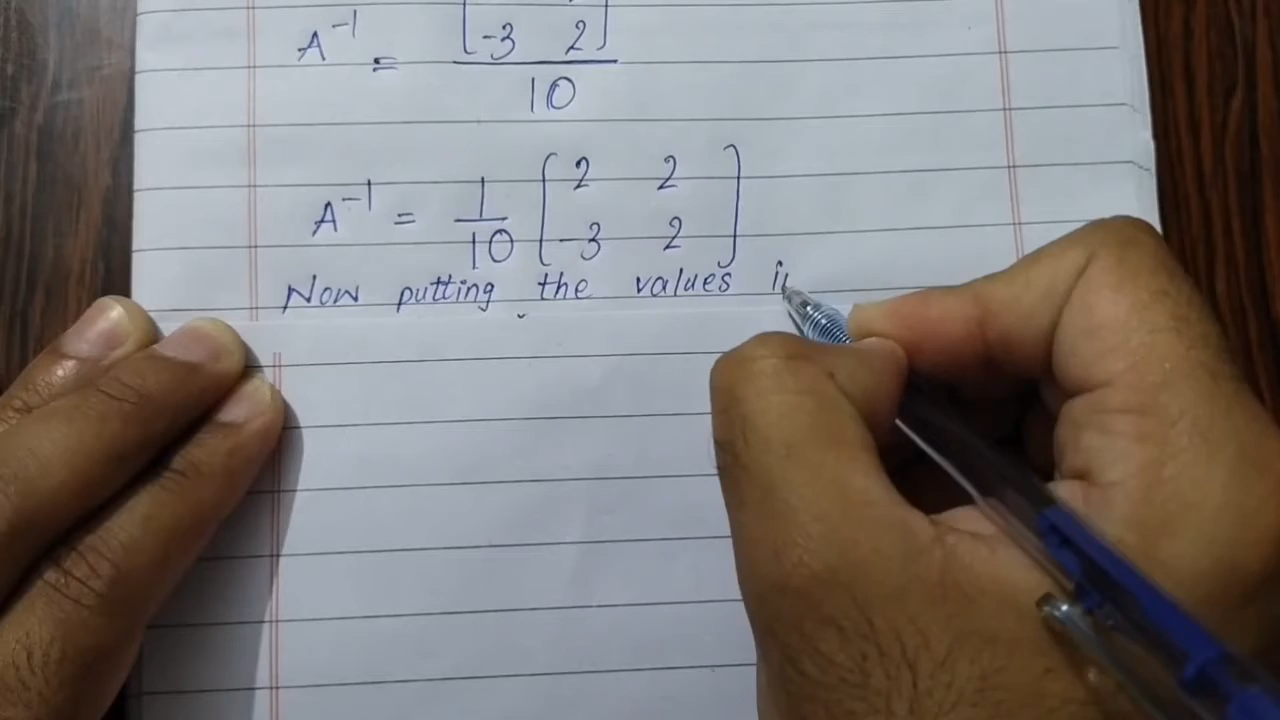 A⁻¹ = [-3 2] / 10
A⁻¹ = 1/10 [2 2
-3 2]
Now putting the values